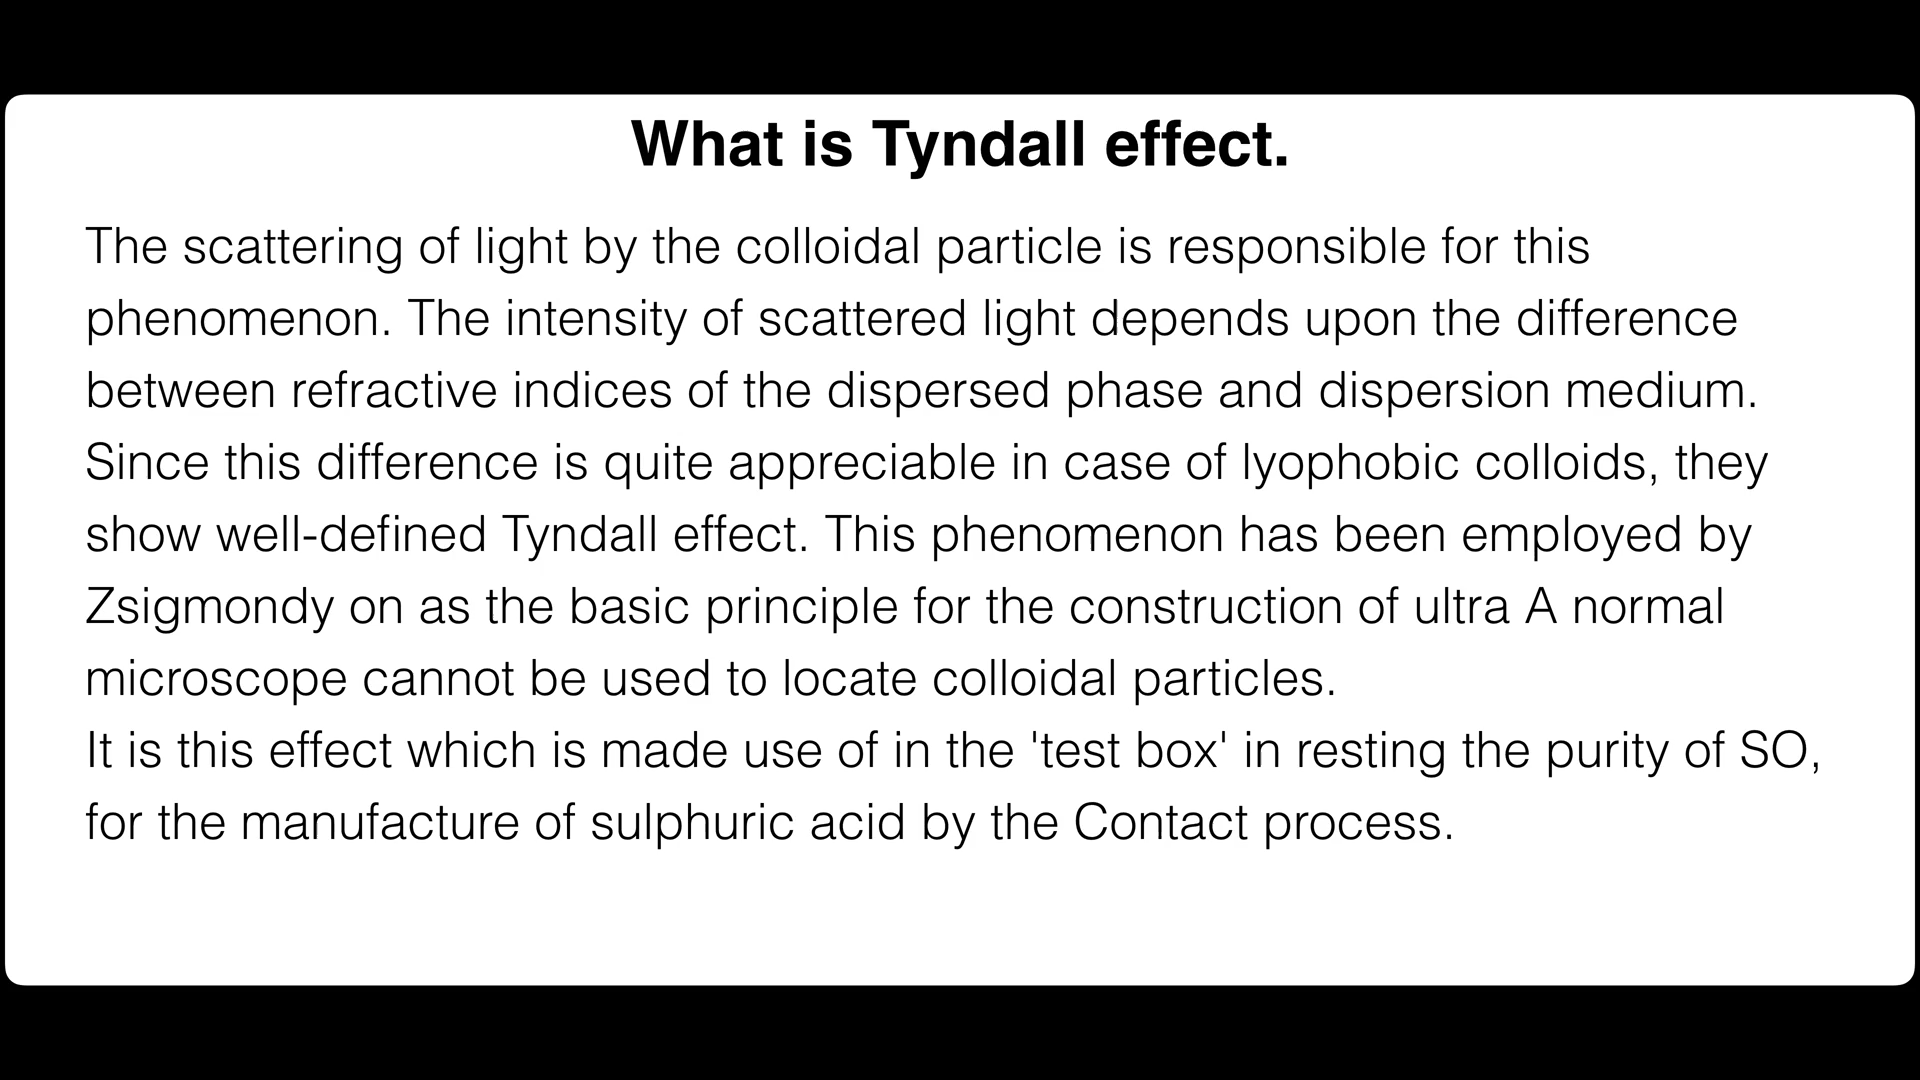 What is Tyndall effect.
The scattering of light by the colloidal particle is responsible for this
phenomenon. The intensity of scattered light depends upon the difference
between refractive indices of the dispersed phase and dispersion medium.
Since this difference is quite appreciable in case of lyophobic colloids, they
show well-defined Tyndall effect. This phenomenon has been employed by
Zsigmondy on as the basic principle for the construction of ultra A normal
microscope cannot be used to locate colloidal particles.
It is this effect which is made use of in the 'test box' in resting the purity of SO,
for the manufacture of sulphuric acid by the Contact process.